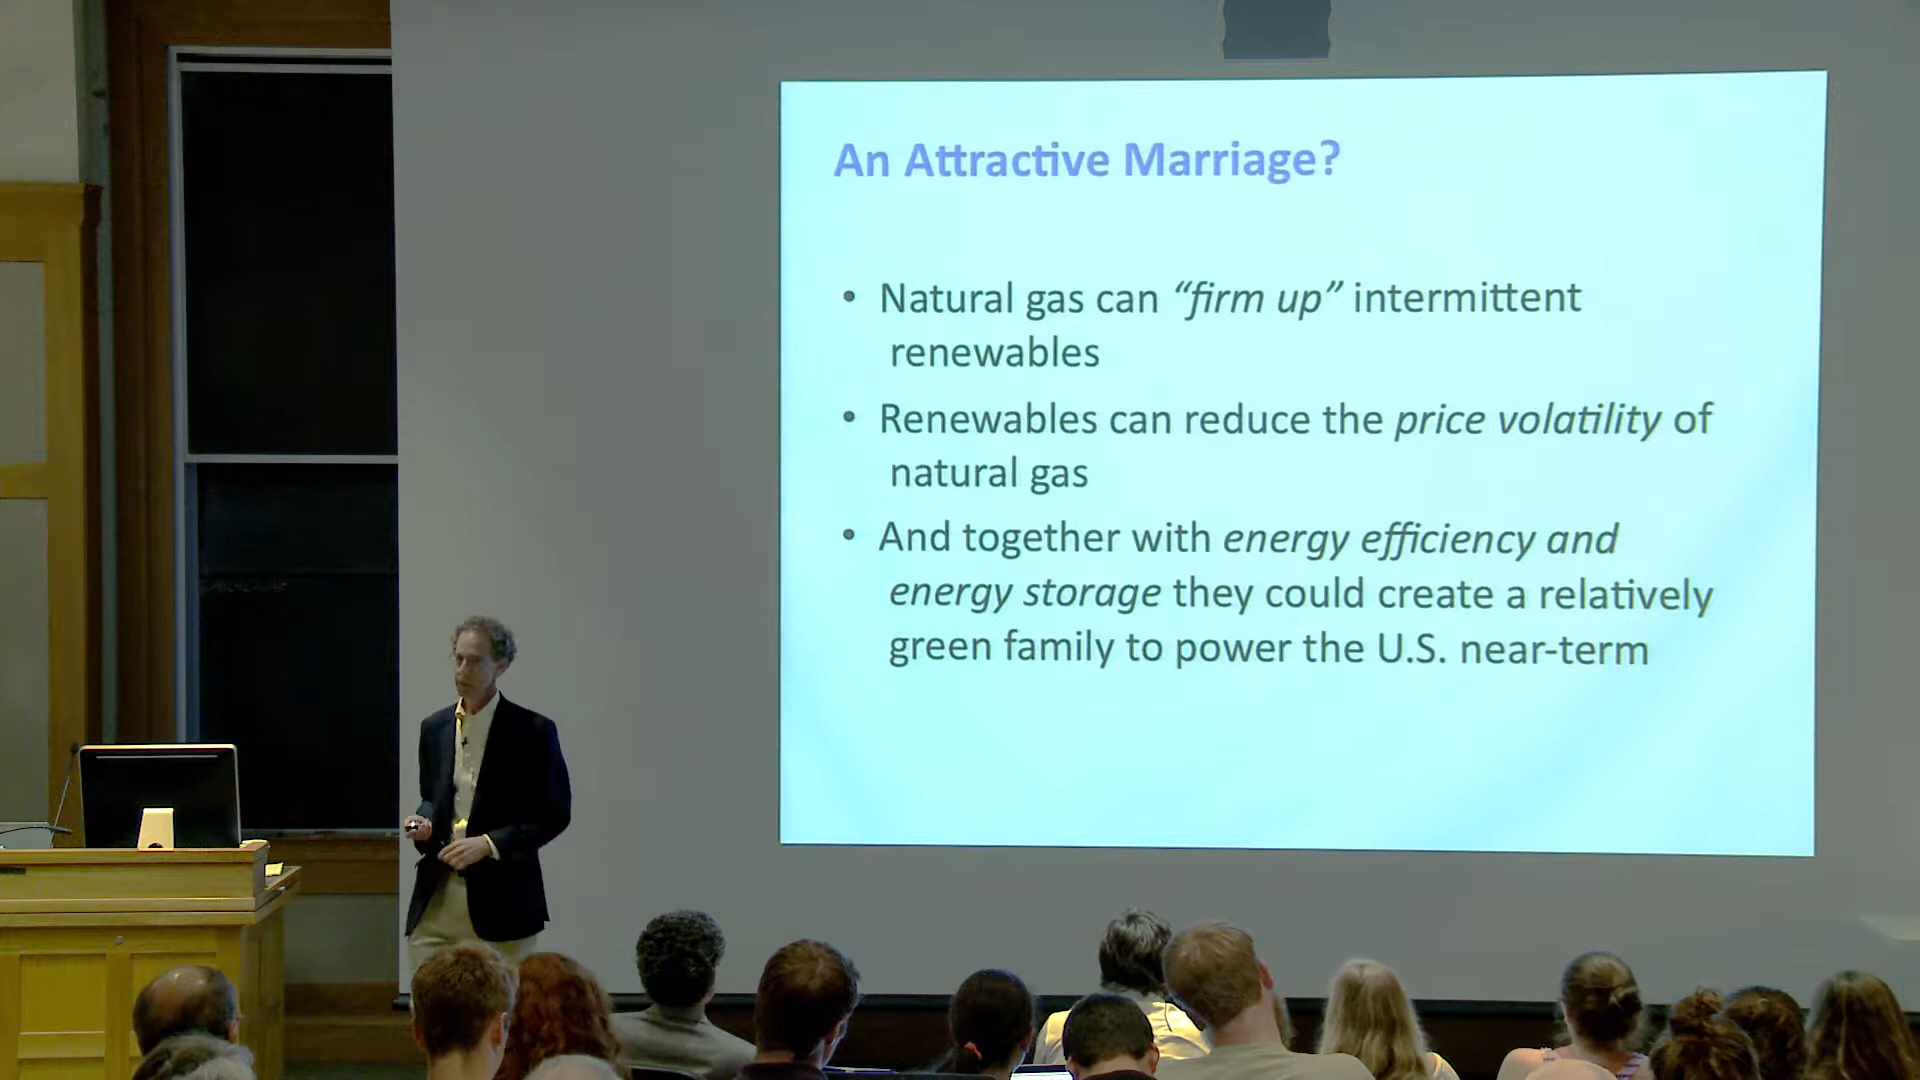 An Attractive Marriage?
• Natural gas can “firm up” intermittent
renewables
• Renewables can reduce the price volatility of
natural gas
• And together with energy efficiency and
energy storage they could create a relatively
green family to power the U.S. near-term